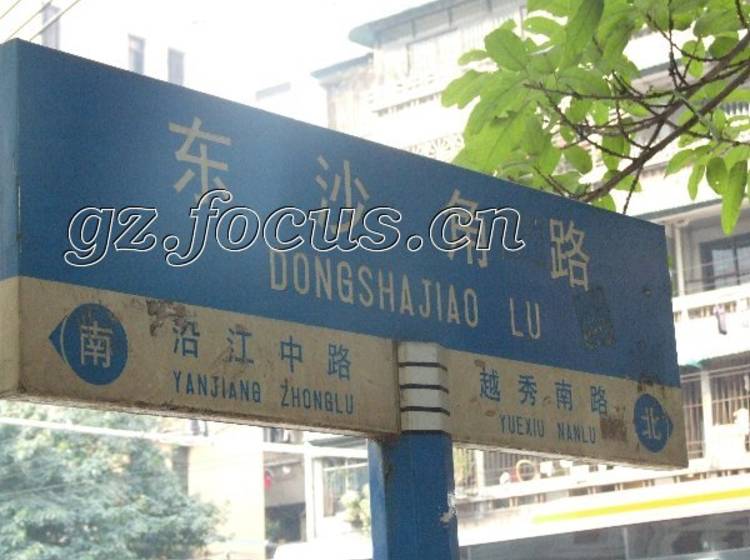 东沙角路
gz.focus.cn
DONGSHAJIAO LU
南 沿江中路
YANJIANG ZHONGLU
越秀南路 北
YUEXIU NANLU